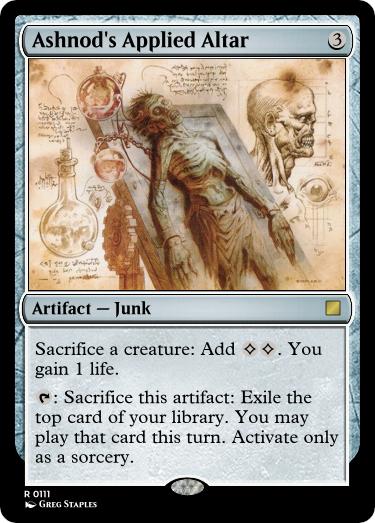 Ashnod's Applied Altar 3
Artifact — Junk
Sacrifice a creature: Add ◇◇. You
gain 1 life.
: Sacrifice this artifact: Exile the
top card of your library. You may
play that card this turn. Activate only
as a sorcery.
R 0111
Greg Staples